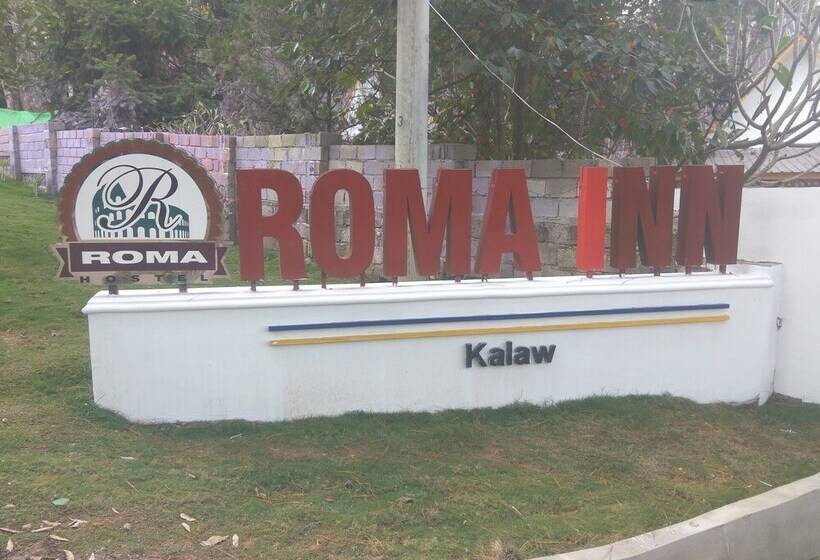 R
ROMA
HOSTEL
ROMA INN
Kalaw